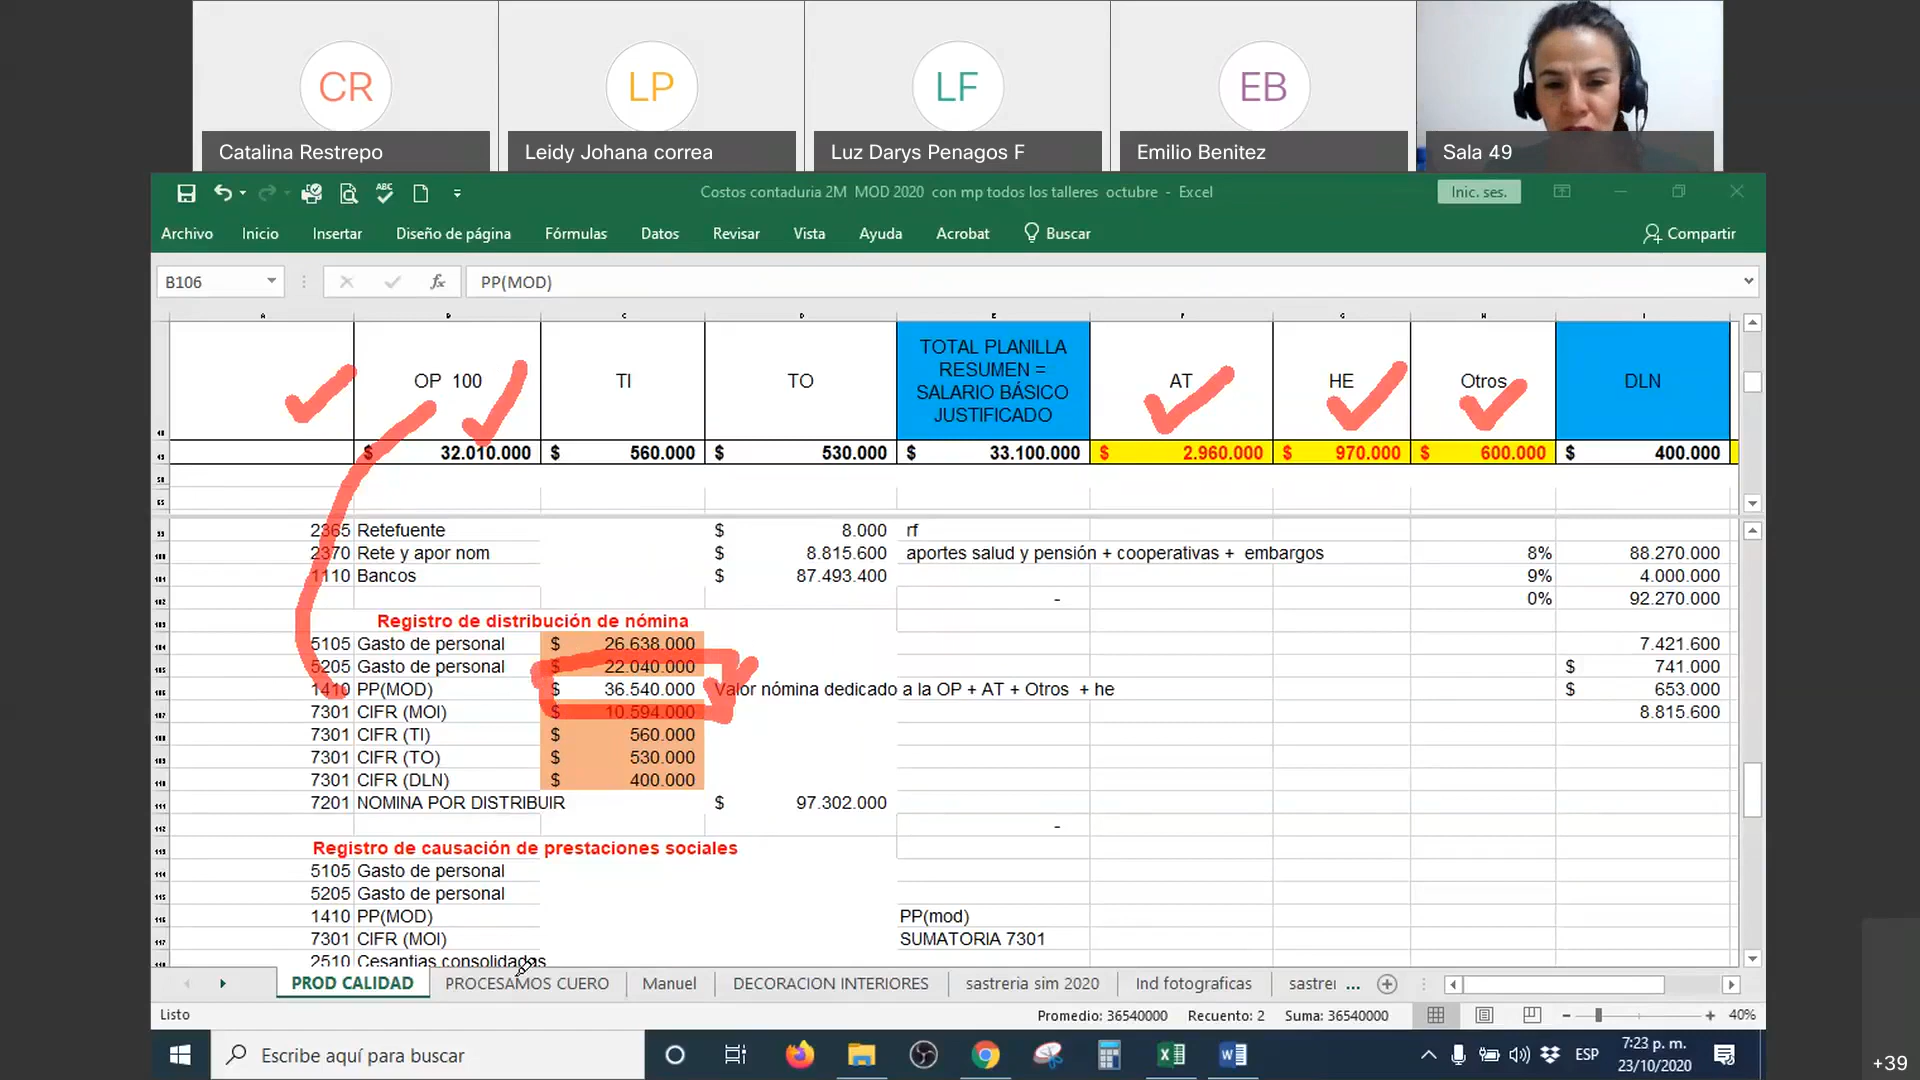 CR LP LF EB
Catalina Restrepo Leidy Johana correa Luz Darys Penagos F Emilio Benitez Sala 49
ABC Costos contaduria 2M MOD 2020 con mp todos los talleres octubre - Excel Inic. ses.
Archivo Inicio Insertar Diseño de página Fórmulas Datos Revisar Vista Ayuda Acrobat Buscar Compartir
B106 fx PP(MOD)
A B C D E F G H I
OP 100 TI TO TOTAL PLANILLA RESUMEN = SALARIO BÁSICO JUSTIFICADO AT HE Otros DLN
$ 32.010.000 $ 560.000 $ 530.000 $ 33.100.000 $ 2.960.000 $ 970.000 $ 600.000 $ 400.000
2365 Retefuente $ 8.000 rf
2370 Rete y apor nom $ 8.815.600 aportes salud y pensión + cooperativas + embargos 8% 88.270.000
1110 Bancos $ 87.493.400 9% 4.000.000
- 0% 92.270.000
Registro de distribución de nómina
5105 Gasto de personal $ 26.638.000 7.421.600
5205 Gasto de personal $ 22.040.000 $ 741.000
1410 PP(MOD) $ 36.540.000 Valor nómina dedicado a la OP + AT + Otros + he $ 653.000
7301 CIFR (MOI) $ 10.594.000 8.815.600
7301 CIFR (TI) $ 560.000
7301 CIFR (TO) $ 530.000
7301 CIFR (DLN) $ 400.000
7201 NOMINA POR DISTRIBUIR $ 97.302.000
-
Registro de causación de prestaciones sociales
5105 Gasto de personal
5205 Gasto de personal
1410 PP(MOD) PP(mod)
7301 CIFR (MOI) SUMATORIA 7301
2510 Cesantias consolidadas
PROD CALIDAD PROCESAMOS CUERO Manuel DECORACION INTERIORES sastreria sim 2020 Ind fotograficas sastrei ...
Listo Promedio: 36540000 Recuento: 2 Suma: 36540000 40%
Escribe aquí para buscar ESP 7:23 p. m.
23/10/2020
+39